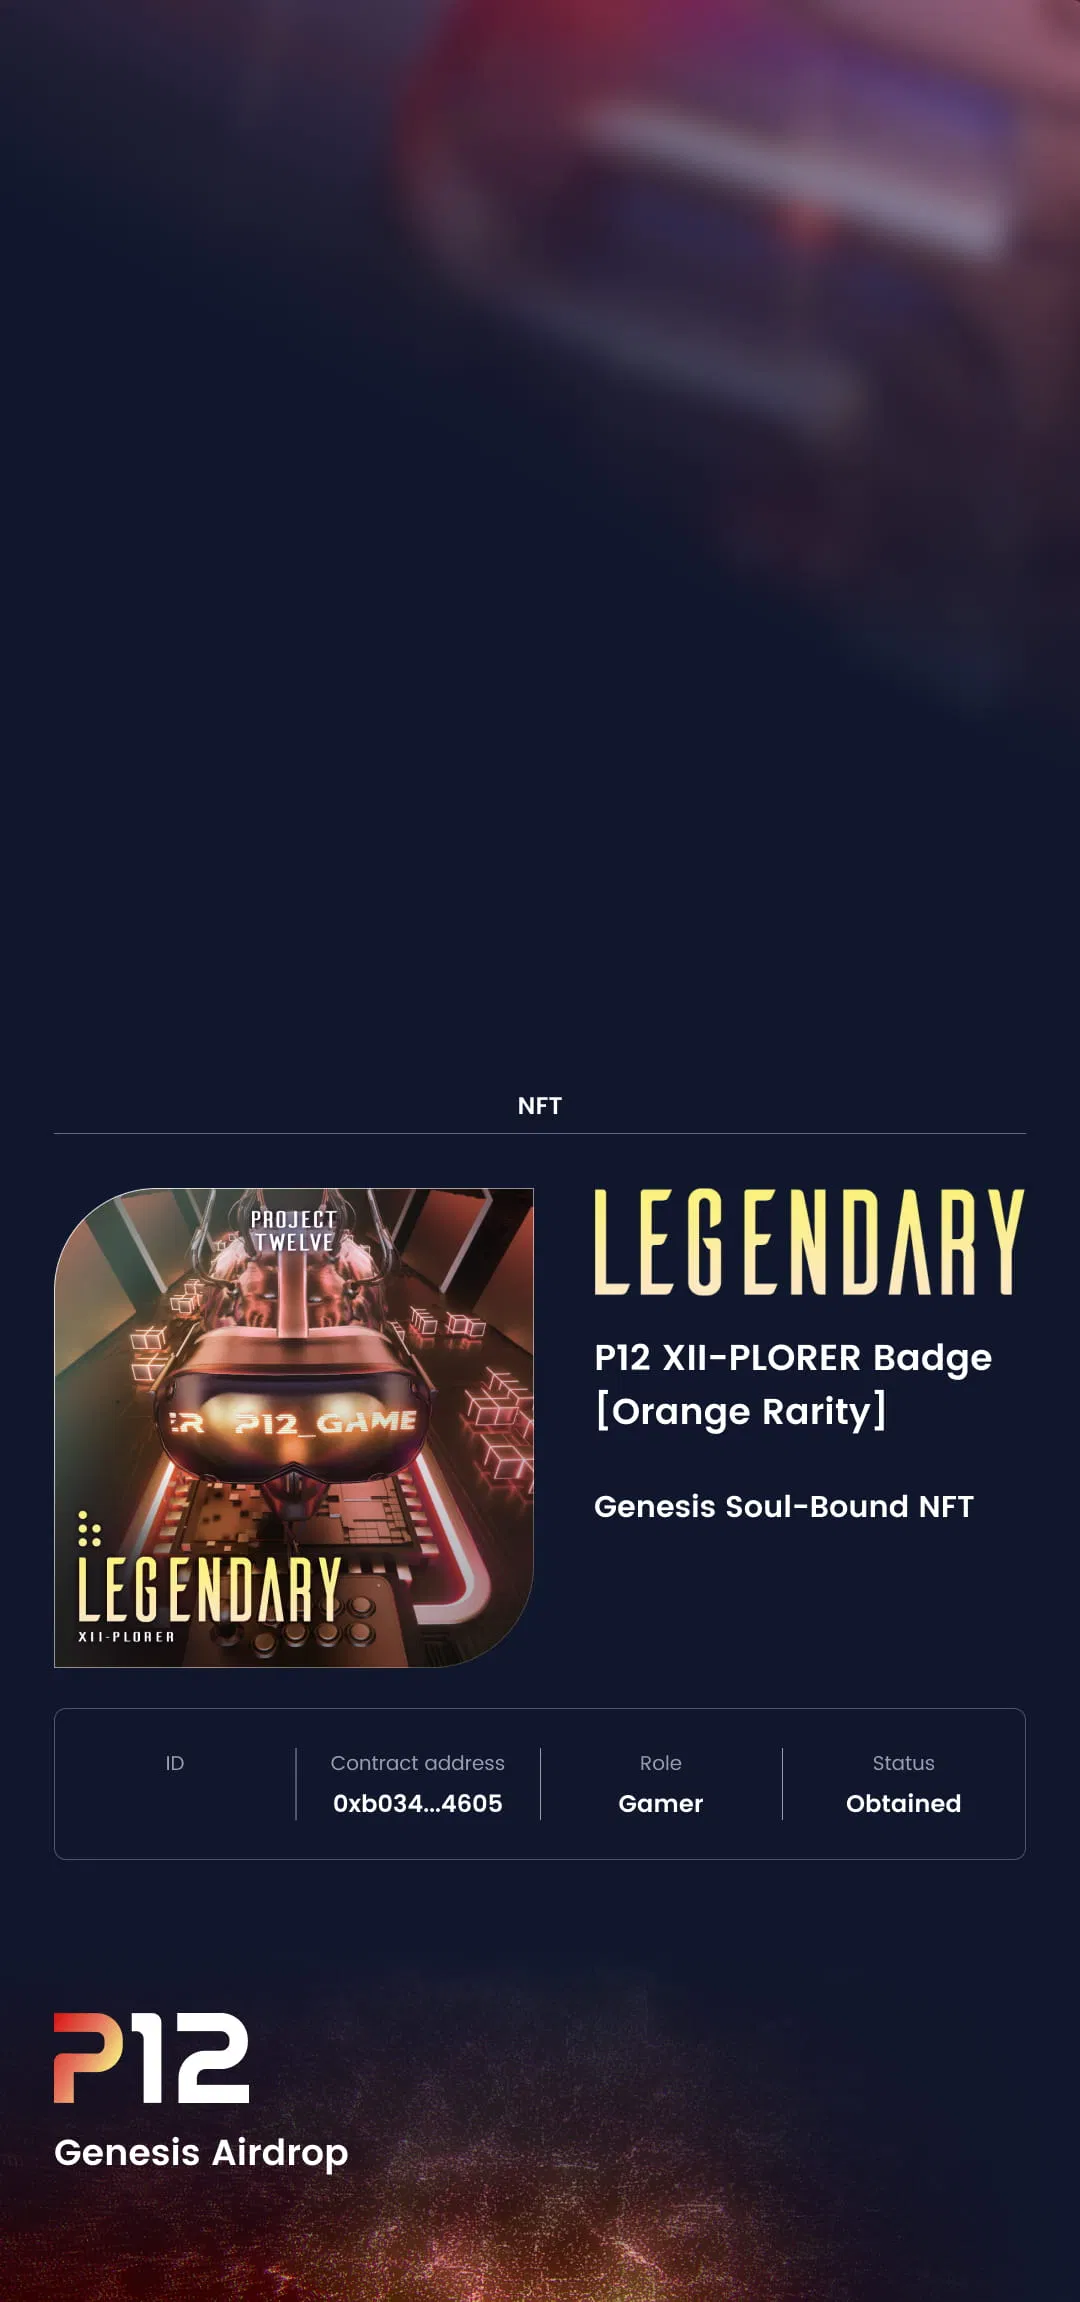 NFT
PROJECT
TWELVE
:R P12_GAME
LEGENDARY
XII-PLORER
LEGENDARY
P12 XII-PLORER Badge
[Orange Rarity]
Genesis Soul-Bound NFT
ID
Contract address
0xb034...4605
Role
Gamer
Status
Obtained
P12
Genesis Airdrop